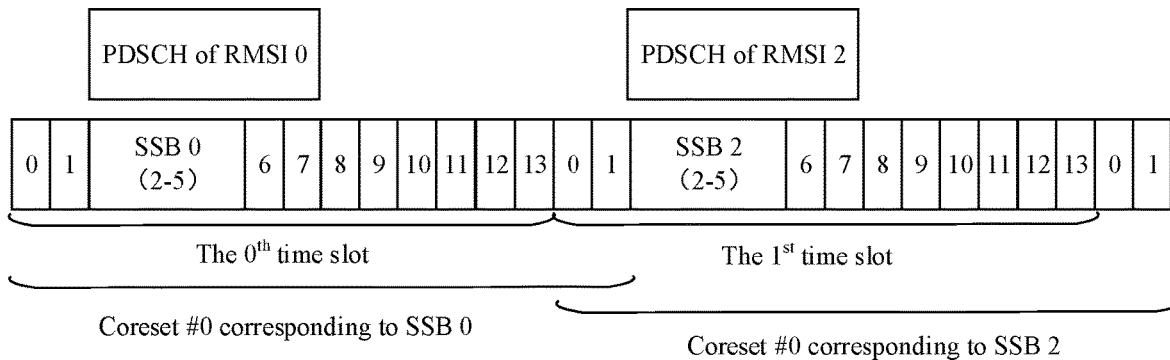 PDSCH of RMSI 0 PDSCH of RMSI 2
0 1 SSB 0 (2-5) 6 7 8 9 10 11 12 13 0 1 SSB 2 (2-5) 6 7 8 9 10 11 12 13 0 1
The 0th time slot The 1st time slot
Coreset #0 corresponding to SSB 0 Coreset #0 corresponding to SSB 2